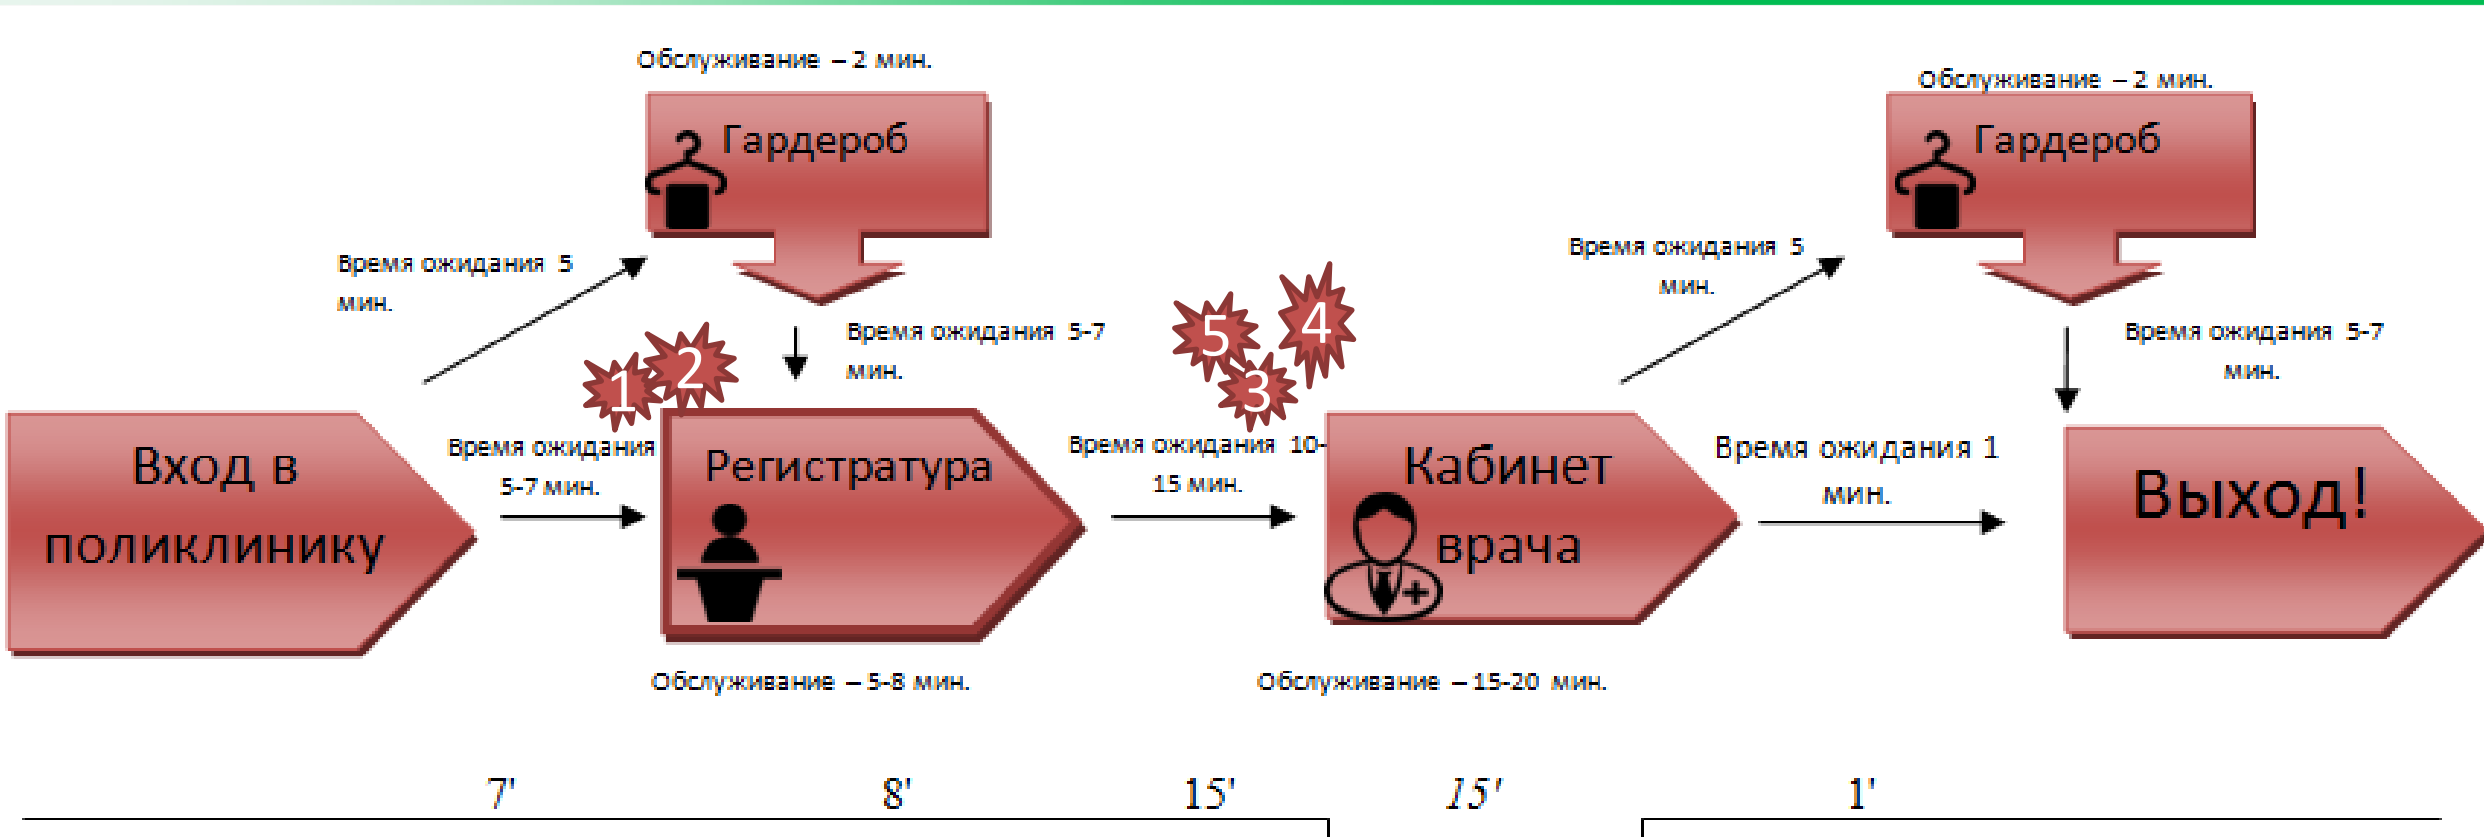 Обслуживание – 2 мин.
Гардероб
Обслуживание – 2 мин.
Гардероб
Время ожидания 5
мин.
Время ожидания 5-7
мин.
Время ожидания 5
мин.
Время ожидания 5-7
мин.
1
2
5
4
3
Вход в
поликлинику
Время ожидания
5-7 мин.
Регистратура
Время ожидания 10-
15 мин.
Кабинет
врача
Время ожидания 1
мин.
Выход!
Обслуживание – 5-8 мин.
Обслуживание – 15-20 мин.
7' 8' 15' 15' 1'